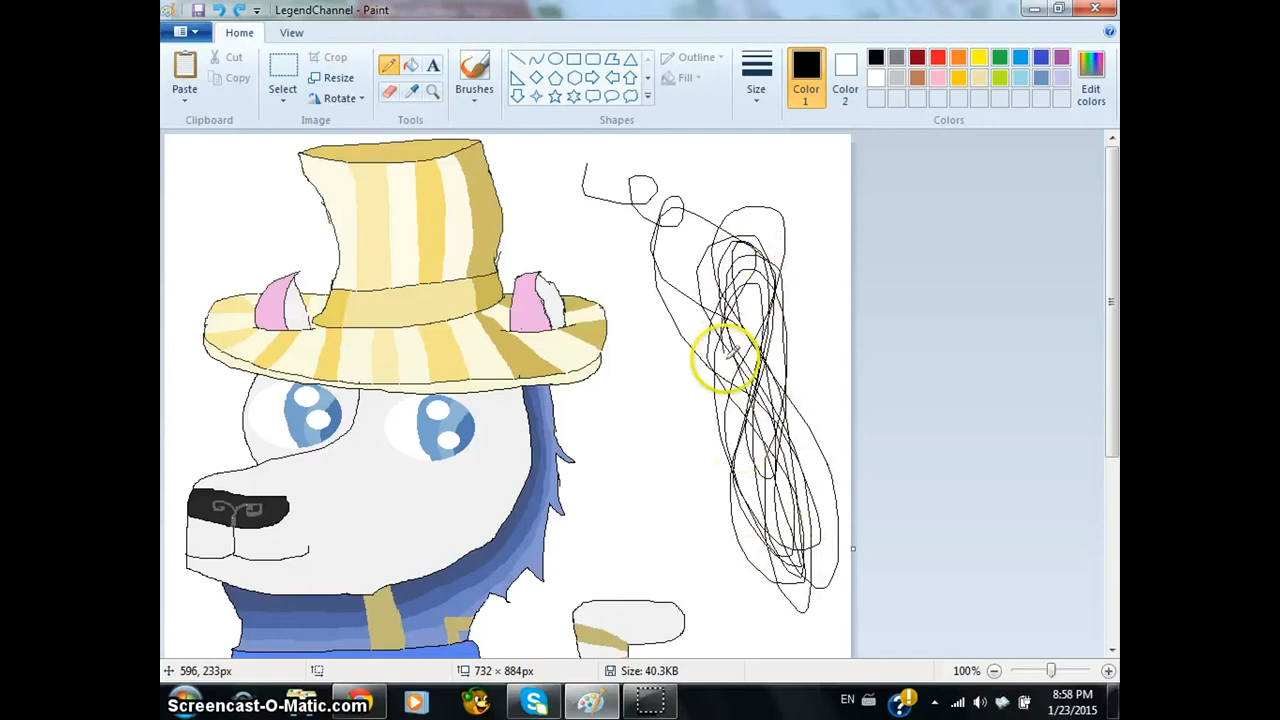 LegendChannel - Paint
Home View
Paste
Cut
Copy
Clipboard
Select
Crop
Resize
Rotate
Image
A
Tools
Brushes
Shapes
Outline
Fill
Size
Color 1
Color 2
Edit colors
Colors
596, 233px
732 × 884px
Size: 40.3KB
100%
EN
8:58 PM
1/23/2015
Screencast-O-Matic.com